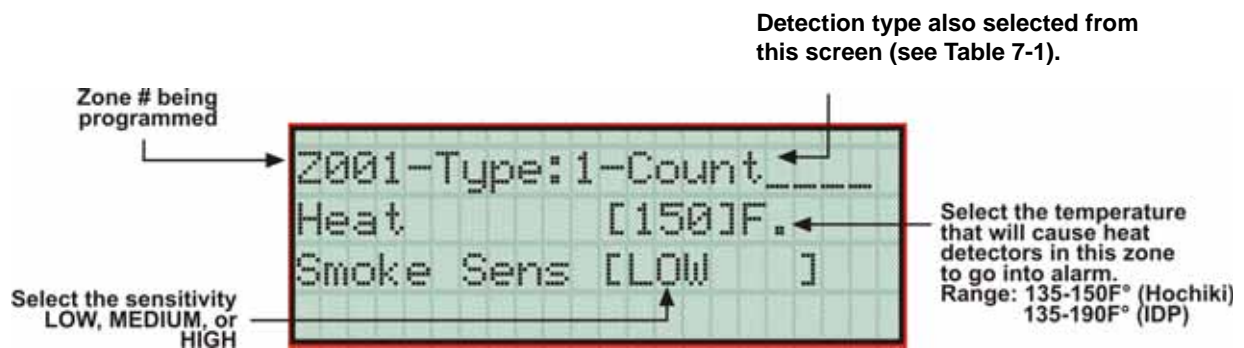 Detection type also selected from
this screen (see Table 7-1).
Zone # being
programmed
Z001-Type:1-Count____
Heat [150]F.
Smoke Sens [LOW ]
Select the temperature
that will cause heat
detectors in this zone
to go into alarm.
Range: 135-150F° (Hochiki)
135-190F° (IDP)
Select the sensitivity
LOW, MEDIUM, or
HIGH